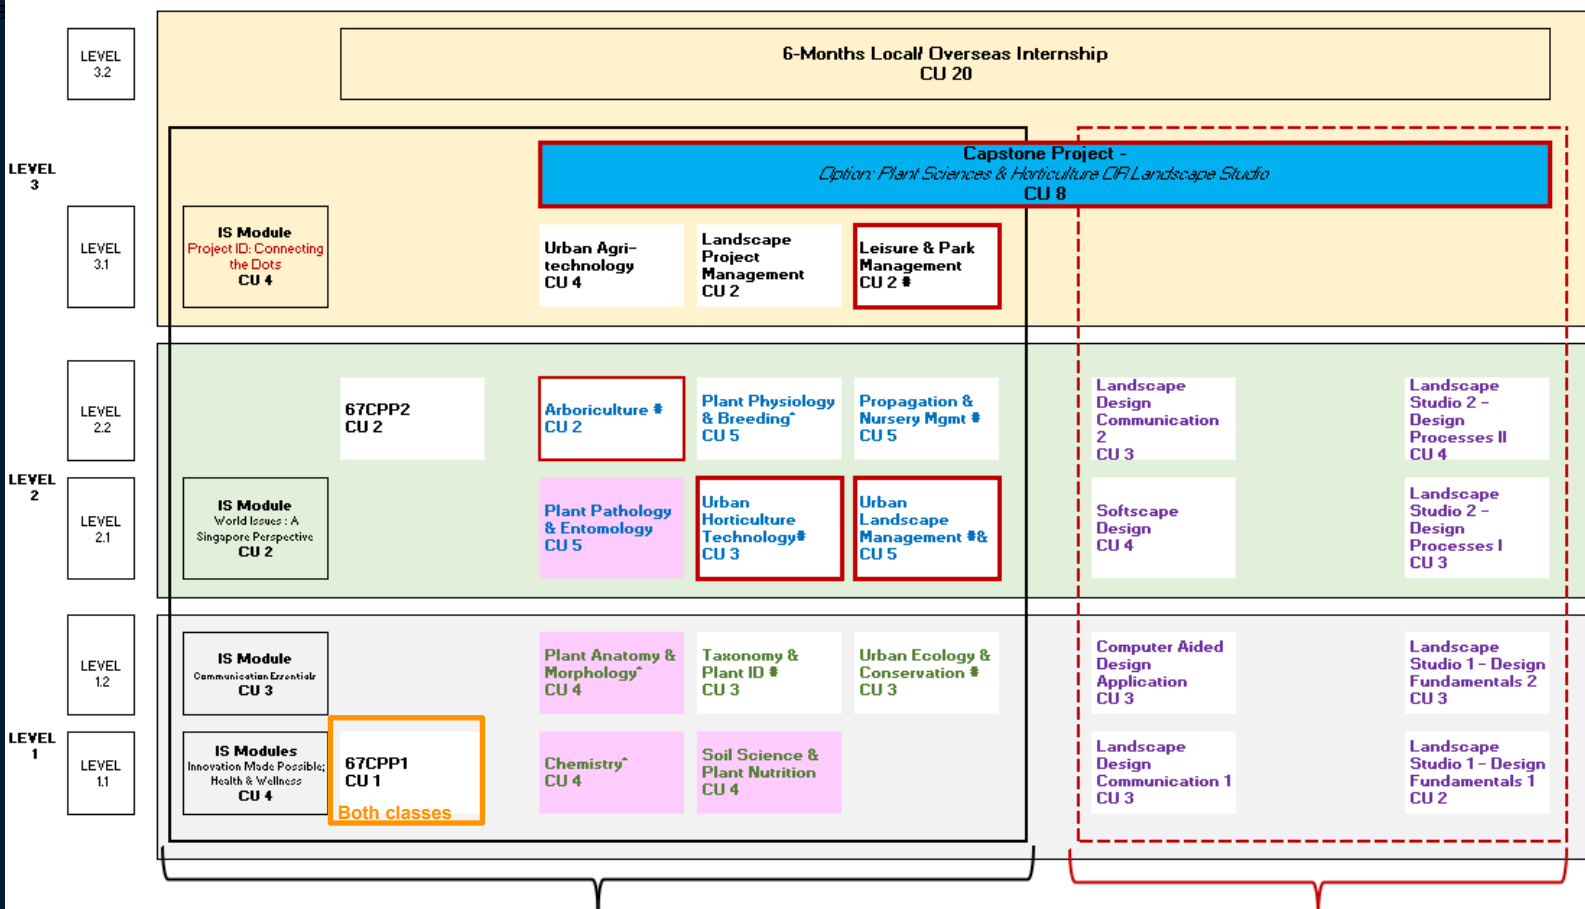 LEVEL
3.2
6-Months Local/ Overseas Internship
CU 20
LEVEL
3
Capstone Project -
Option: Plant Sciences & Horticulture OR Landscape Studio
CU 8
LEVEL
3.1
IS Module
Project ID: Connecting
the Dots
CU 4
Urban Agri-
technology
CU 4
Landscape
Project
Management
CU 2
Leisure & Park
Management
CU 2 #
LEVEL
2.2
67CPP2
CU 2
Arboriculture #
CU 2
Plant Physiology
& Breeding^
CU 5
Propagation &
Nursery Mgmt #
CU 5
Landscape
Design
Communication
2
CU 3
Landscape
Studio 2 -
Design
Processes II
CU 4
LEVEL
2
LEVEL
2.1
IS Module
World Issues : A
Singapore Perspective
CU 2
Plant Pathology
& Entomology
CU 5
Urban
Horticulture
Technology#
CU 3
Urban
Landscape
Management #&
CU 5
Softscape
Design
CU 4
Landscape
Studio 2 -
Design
Processes I
CU 3
LEVEL
1.2
IS Module
Communication Essentials
CU 3
Plant Anatomy &
Morphology^
CU 4
Taxonomy &
Plant ID #
CU 3
Urban Ecology &
Conservation #
CU 3
Computer Aided
Design
Application
CU 3
Landscape
Studio 1 - Design
Fundamentals 2
CU 3
LEVEL
1
LEVEL
1.1
IS Modules
Innovation Made Possible;
Health & Wellness
CU 4
67CPP1
CU 1
Both classes
Chemistry^
CU 4
Soil Science &
Plant Nutrition
CU 4
Landscape
Design
Communication 1
CU 3
Landscape
Studio 1 - Design
Fundamentals 1
CU 2